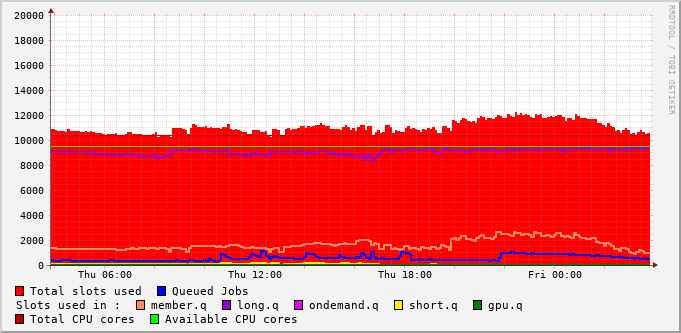 20000
18000
16000
14000
12000
10000
8000
6000
4000
2000
0
Thu 06:00 Thu 12:00 Thu 18:00 Fri 00:00
RRDTOOL / TOBI OETIKER
Total slots used Queued Jobs
Slots used in : member.q long.q ondemand.q short.q gpu.q
Total CPU cores Available CPU cores